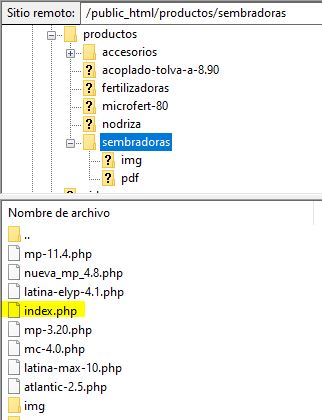 Sitio remoto: /public_html/productos/sembradoras
productos
accesorios
acoplado-tolva-a-8.90
fertilizadoras
microfert-80
nodriza
sembradoras
img
pdf
Nombre de archivo
..
mp-11.4.php
nueva_mp_4.8.php
latina-elyp-4.1.php
index.php
mp-3.20.php
mc-4.0.php
latina-max-10.php
atlantic-2.5.php
img